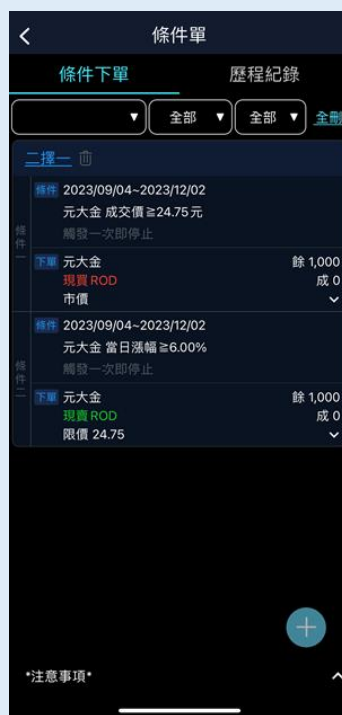 條件單
條件下單 歷程紀錄
全部 全部 全刪
二擇一
條件一
條件 2023/09/04~2023/12/02
元大金 成交價≧24.75元
觸發一次即停止
下單 元大金 餘 1,000
現買 ROD 成 0
市價
條件二
條件 2023/09/04~2023/12/02
元大金 當日漲幅≧6.00%
觸發一次即停止
下單 元大金 餘 1,000
現賣 ROD 成 0
限價 24.75
*注意事項*